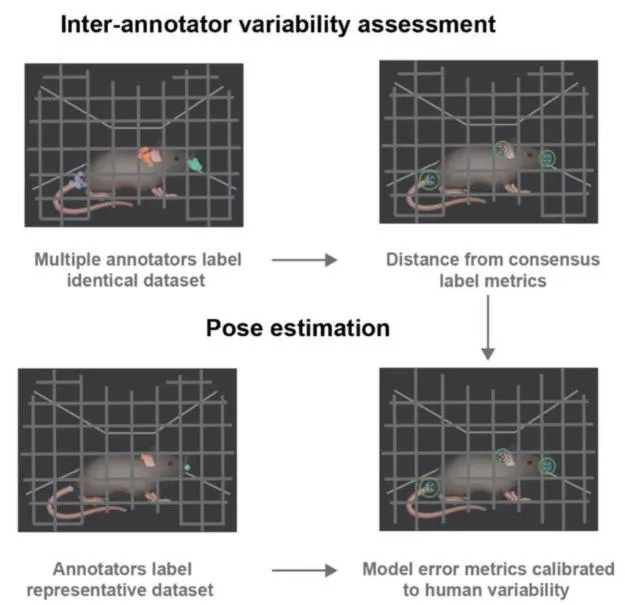 Inter-annotator variability assessment
Multiple annotators label
identical dataset
Distance from consensus
label metrics
Pose estimation
Annotators label
representative dataset
Model error metrics calibrated
to human variability